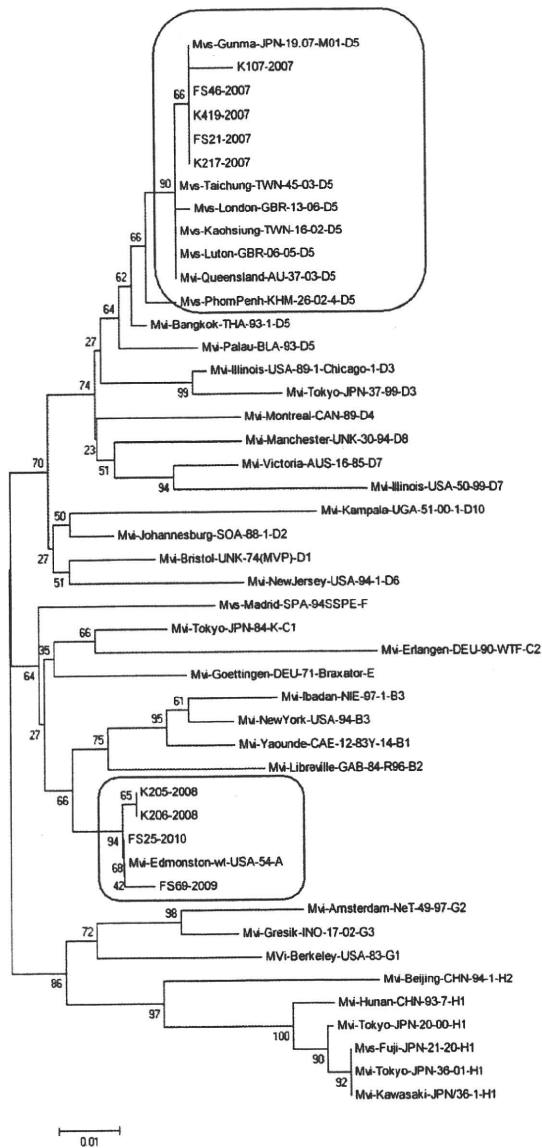 Mvs-Gunma-JPN-19.07-M01-D5
K107-2007
66
FS46-2007
K419-2007
FS21-2007
K217-2007
90
Mvs-Taichung-TWN-45-03-D5
Mvs-London-GBR-13-06-D5
Mvs-Kaohsiung-TWN-16-02-D5
66
Mvs-Luton-GBR-06-05-D5
Mvi-Queensland-AU-37-03-D5
62
Mvs-PhomPenh-KHM-26-02-4-D5
64
Mvi-Bangkok-THA-93-1-D5
27
Mvi-Palau-BLA-93-D5
Mvi-Illinois-USA-89-1-Chicago-1-D3
74
99
Mvi-Tokyo-JPN-37-99-D3
Mvi-Montreal-CAN-89-D4
23
Mvi-Manchester-UNK-30-94-D8
51
Mvi-Victoria-AUS-16-85-D7
70
94
Mvi-Illinois-USA-50-99-D7
50
Mvi-Kampala-UGA-51-00-1-D10
Mvi-Johannesburg-SOA-88-1-D2
27
Mvi-Bristol-UNK-74(MVP)-D1
51
Mvi-NewJersey-USA-94-1-D6
Mvs-Madrid-SPA-94SSPE-F
66
Mvi-Tokyo-JPN-84-K-C1
35
Mvi-Erlangen-DEU-90-WTF-C2
64
Mvi-Goettingen-DEU-71-Braxator-E
61
Mvi-Ibadan-NIE-97-1-B3
27
95
Mvi-NewYork-USA-94-B3
75
Mvi-Yaounde-CAE-12-83Y-14-B1
Mvi-Libreville-GAB-84-R96-B2
66
65
K205-2008
K206-2008
94
FS25-2010
68
Mvi-Edmonston-wt-USA-54-A
42
FS69-2009
98
Mvi-Amsterdam-NeT-49-97-G2
72
Mvi-Gresik-INO-17-02-G3
MVi-Berkeley-USA-83-G1
86
Mvi-Beijing-CHN-94-1-H2
97
Mvi-Hunan-CHN-93-7-H1
100
Mvi-Tokyo-JPN-20-00-H1
90
Mvs-Fuji-JPN-21-20-H1
92
Mvi-Tokyo-JPN-36-01-H1
Mvi-Kawasaki-JPN/36-1-H1
0.01